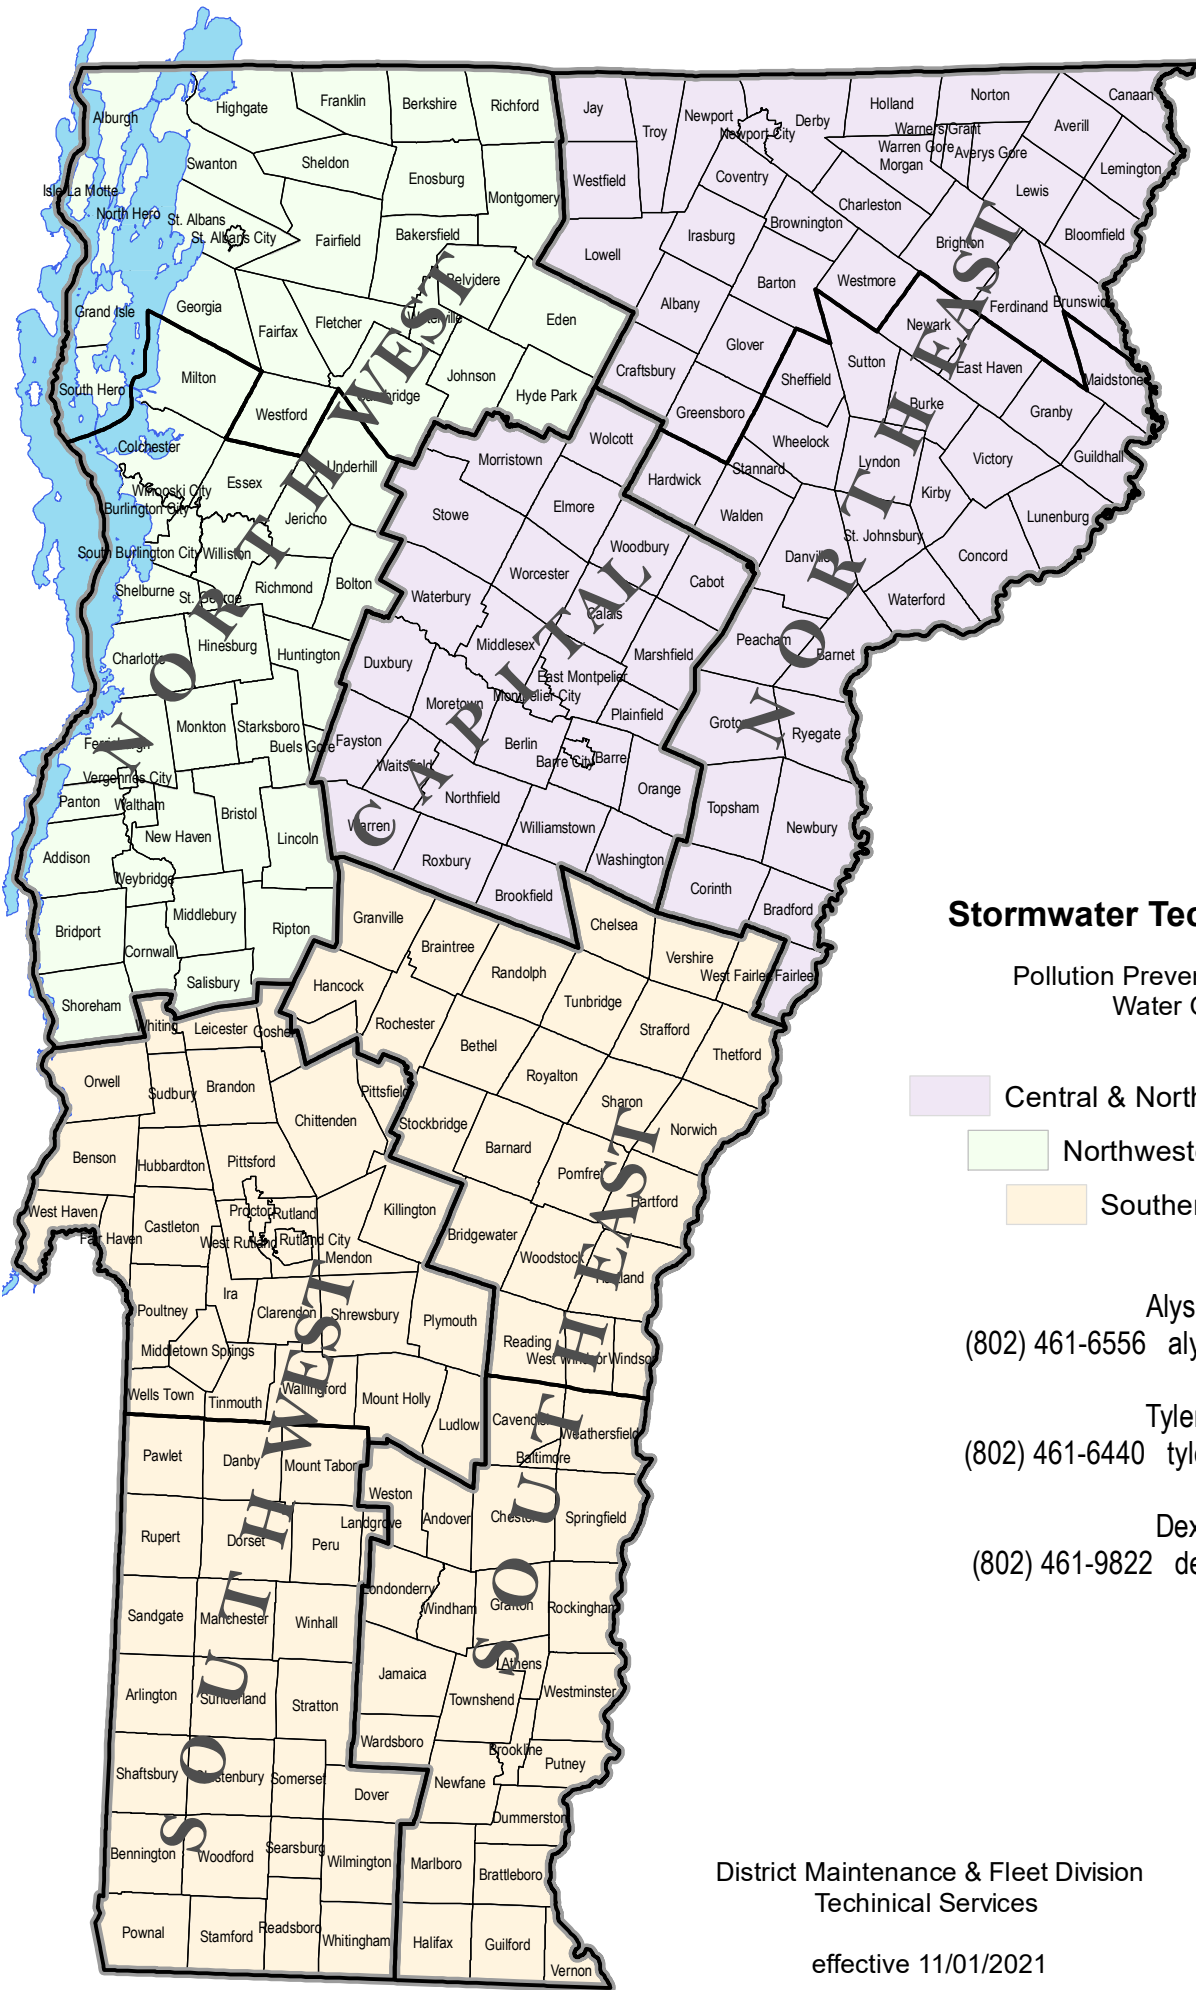 Alburgh
Highgate
Franklin
Berkshire
Richford
Jay
Troy
Newport
Newport City
Derby
Holland
Norton
Canaan
Warners Grant
Warren Gore
Averys Gore
Averill
Morgan
Lemington
Isle La Motte
Swanton
Sheldon
Enosburg
Montgomery
Westfield
Coventry
Charleston
Lewis
North Hero
St. Albans
St. Albans City
Fairfield
Bakersfield
Lowell
Irasburg
Brownington
Brighton
Bloomfield
Grand Isle
Georgia
Fairfax
Fletcher
Belvidere
Waterville
Eden
Albany
Barton
Westmore
Newark
Ferdinand
Brunswick
South Hero
Milton
Westford
Cambridge
Johnson
Hyde Park
Craftsbury
Glover
Sheffield
Sutton
East Haven
Maidstone
Greensboro
Burke
Granby
Colchester
Essex
Underhill
Morristown
Wolcott
Hardwick
Stannard
Wheelock
Lyndon
Victory
Guildhall
Winooski City
Burlington City
Jericho
Stowe
Elmore
Walden
Kirby
Lunenburg
South Burlington City
Williston
Woodbury
Danville
St. Johnsbury
Concord
Shelburne
St. George
Richmond
Bolton
Waterbury
Worcester
Cabot
Waterford
Charlotte
Hinesburg
Huntington
Duxbury
Middlesex
Calais
Marshfield
Peacham
Barnet
Ferrisburgh
Monkton
Starksboro
Buels Gore
Fayston
Moretown
East Montpelier
Montpelier City
Plainfield
Groton
Ryegate
Vergennes City
Panton
Waltham
Waitsfield
Berlin
Barre City
Barre
Orange
Addison
New Haven
Bristol
Lincoln
Warren
Northfield
Williamstown
Topsham
Newbury
Weybridge
Roxbury
Washington
Bridport
Middlebury
Ripton
Brookfield
Corinth
Bradford
Cornwall
Granville
Braintree
Chelsea
Shoreham
Salisbury
Hancock
Randolph
Vershire
West Fairlee
Fairlee
Whiting
Leicester
Goshen
Rochester
Tunbridge
Strafford
Orwell
Sudbury
Brandon
Pittsfield
Bethel
Royalton
Thetford
Chittenden
Stockbridge
Sharon
Benson
Hubbardton
Pittsford
Barnard
Norwich
West Haven
Fair Haven
Castleton
Proctor
Rutland
West Rutland
Rutland City
Killington
Pomfret
Hartford
Mendon
Bridgewater
Woodstock
Hartland
Poultney
Ira
Clarendon
Shrewsbury
Plymouth
Middletown Springs
Reading
West Windsor
Windsor
Wells Town
Tinmouth
Wallingford
Mount Holly
Ludlow
Cavendish
Weathersfield
Pawlet
Danby
Mount Tabor
Baltimore
Rupert
Dorset
Peru
Weston
Landgrove
Andover
Chester
Springfield
Sandgate
Manchester
Winhall
Londonderry
Windham
Grafton
Rockingham
Arlington
Sunderland
Stratton
Jamaica
Athens
Townshend
Westminster
Wardsboro
Brookline
Shaftsbury
Glastenbury
Somerset
Dover
Newfane
Putney
Dummerston
Bennington
Woodford
Searsburg
Wilmington
Marlboro
Brattleboro
Pownal
Stamford
Readsboro
Whitingham
Halifax
Guilford
Vernon
NORTHWEST
CAPITAL
NORTHEAST
SOUTHWEST
SOUTHEAST
Stormwater Tec
Pollution Preve
Water
Central & North
Northweste
Souther
Alys
(802) 461-6556 aly
Tyler
(802) 461-6440 tyl
Dex
(802) 461-9822 de
District Maintenance & Fleet Division
Techinical Services
effective 11/01/2021